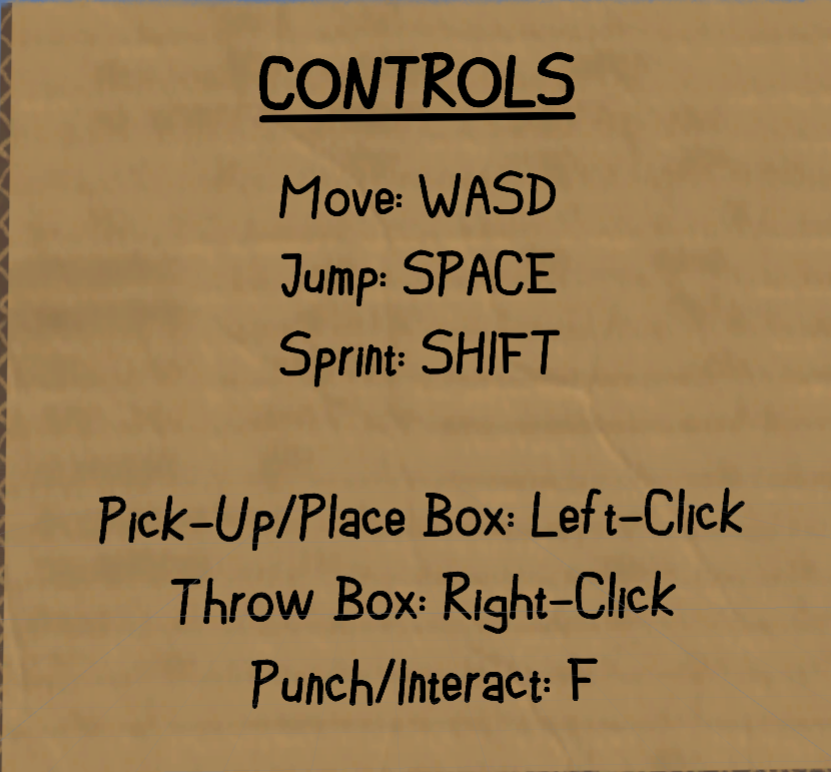 CONTROLS
Move: WASD
Jump: SPACE
Sprint: SHIFT
Pick-Up/Place Box: Left-Click
Throw Box: Right-Click
Punch/Interact: F